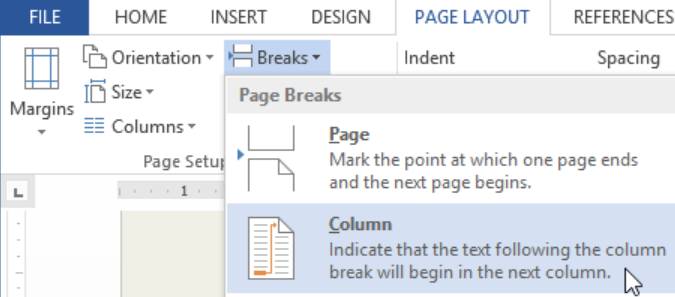 FILE HOME INSERT DESIGN PAGE LAYOUT REFERENCES
Orientation Breaks Indent Spacing
Margins
Size
Columns
Page Setup
Page Breaks
Page
Mark the point at which one page ends
and the next page begins.
L 1
Column
Indicate that the text following the column
break will begin in the next column.